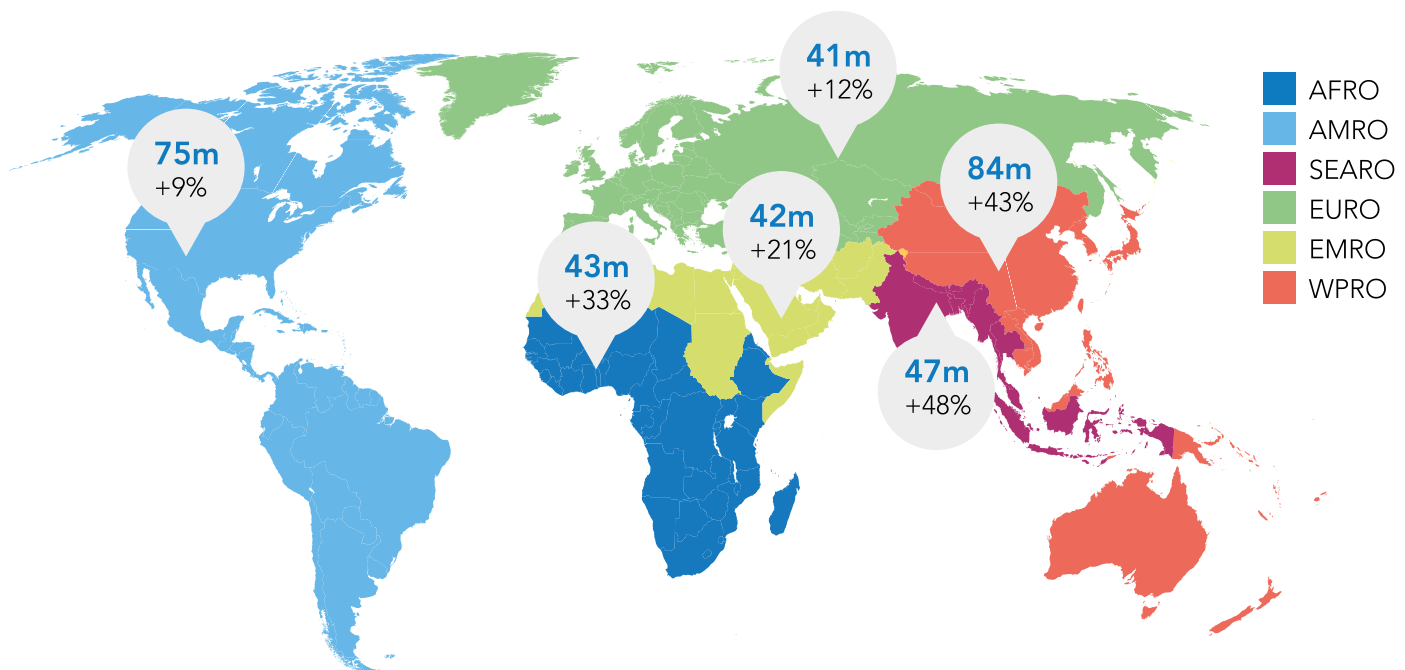 41m
+12%
75m
+9%
84m
+43%
42m
+21%
43m
+33%
47m
+48%
AFRO
AMRO
SEARO
EURO
EMRO
WPRO